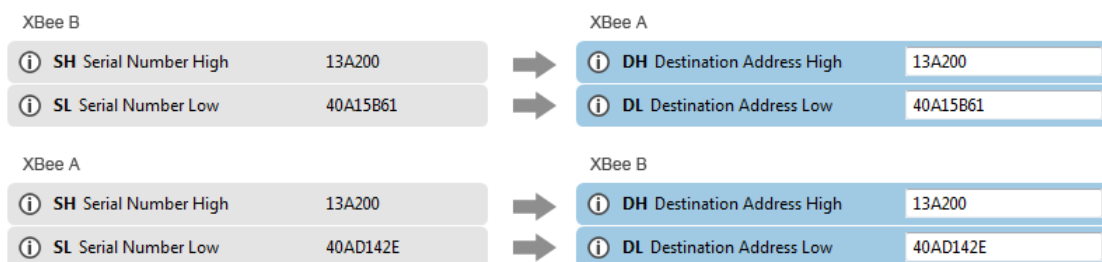 XBee B XBee A
SH Serial Number High 13A200 DH Destination Address High 13A200
SL Serial Number Low 40A15B61 DL Destination Address Low 40A15B61
XBee A XBee B
SH Serial Number High 13A200 DH Destination Address High 13A200
SL Serial Number Low 40AD142E DL Destination Address Low 40AD142E